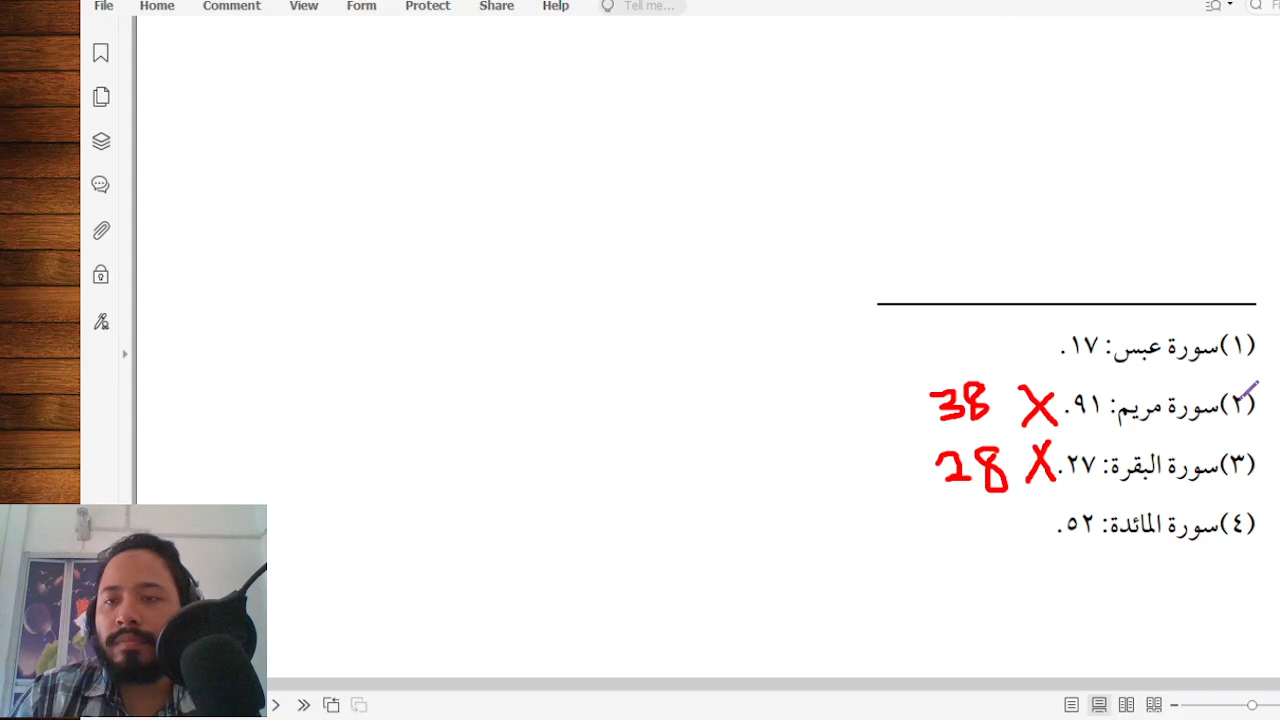 File Home Comment View Form Protect Share Help Tell me...
(١)سورة عبس: ١٧.
(٢)سورة مريم: ٩١. X 38
(٣)سورة البقرة: ٢٧. X 28
(٤)سورة المائدة: ٥٢.